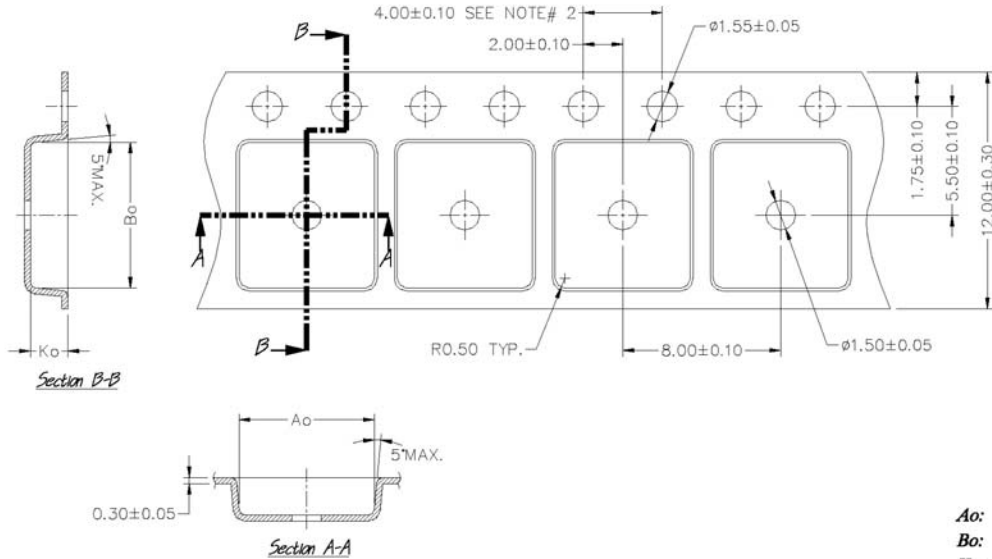 4.00±0.10 SEE NOTE# 2
2.00±0.10
ø1.55±0.05
B
1.75±0.10
5.50±0.10
12.00±0.30
5°MAX.
Bo
A
A
B
R0.50 TYP.
8.00±0.10
ø1.50±0.05
Ko
Section B-B
Ao
5°MAX.
0.30±0.05
Section A-A
Ao:
Bo: